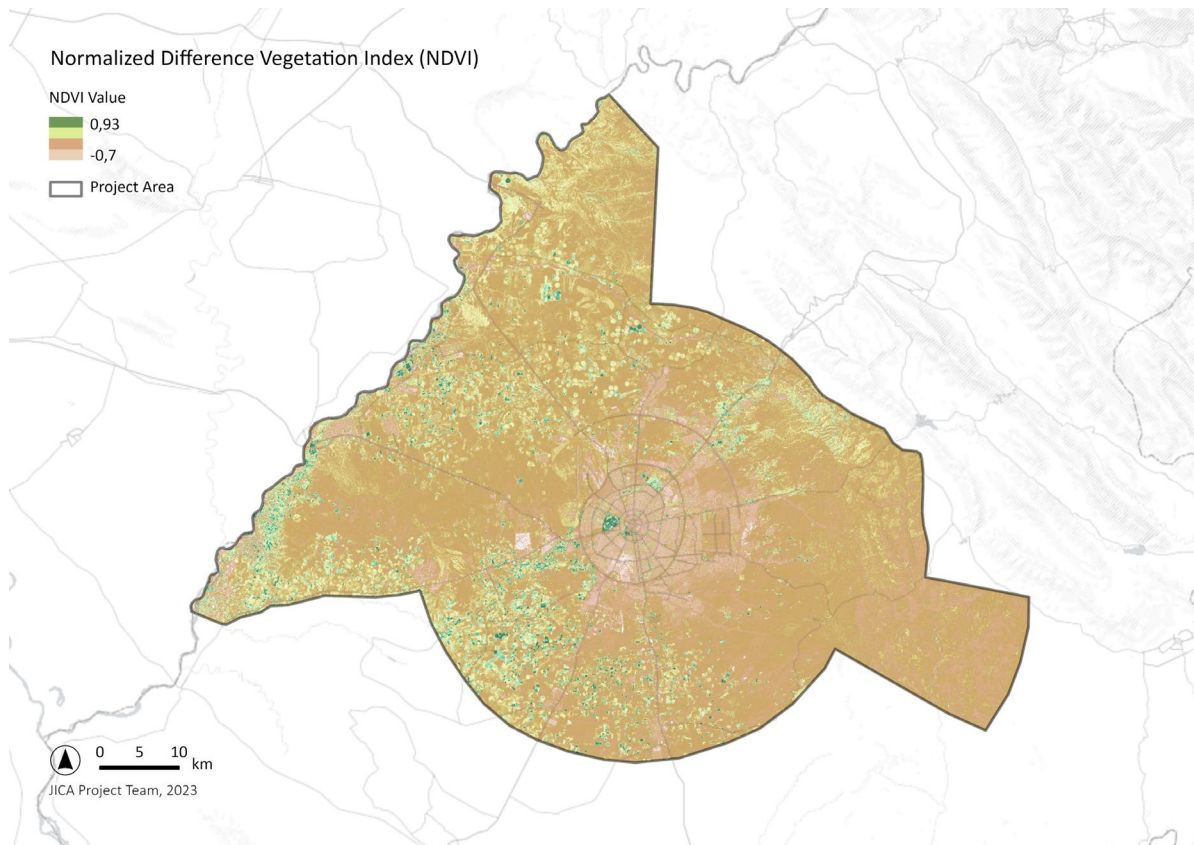 Normalized Difference Vegetation Index (NDVI)
NDVI Value
0,93
-0,7
Project Area
0 5 10
km
JICA Project Team, 2023